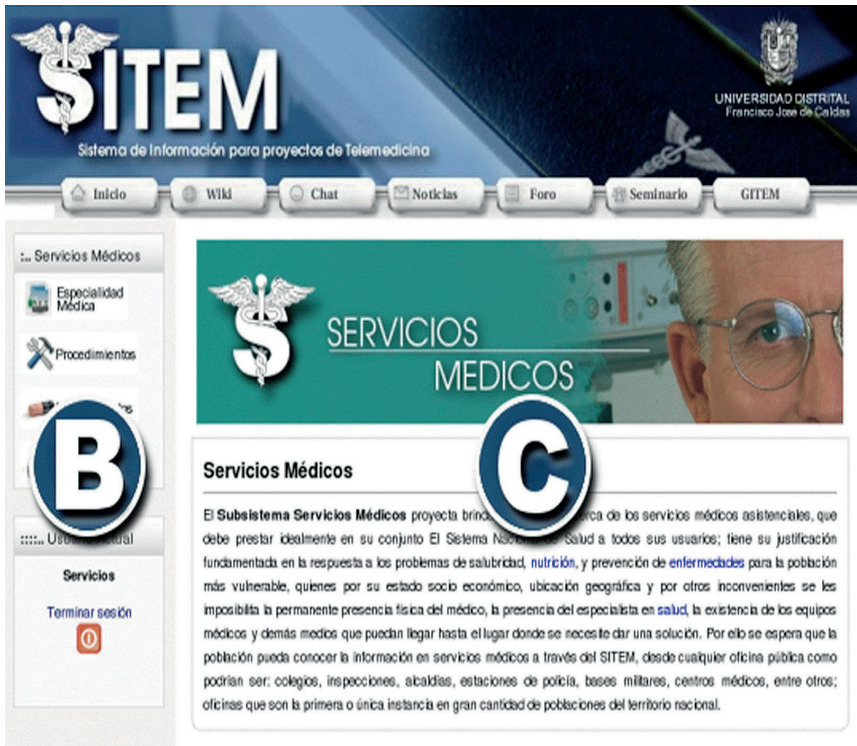 SITEM
Sistema de Información para proyectos de Telemedicina
UNIVERSIDAD DISTRITAL
Francisco Jose de Caldas
Inicio
Wiki
Chat
Noticias
Foro
Seminario
GITEM
:.. Servicios Médicos
Especialidad
Médica
Procedimientos
B
::::.. Actual
Servicios
Terminar sesión
SERVICIOS
MEDICOS
C
Servicios Médicos
El Subsistema Servicios Médicos proyecta de los servicios médicos asistenciales, que
debe prestar idealmente en su conjunto El Sistema Salud a todos sus usuarios; tiene su justificación
fundamentada en la respuesta a los problemas de salubridad, nutrición, y prevención de enfermedades para la población
más vulnerable, quienes por su estado socio económico, ubicación geográfica y por otros inconvenientes se les
imposibilita la permanente presencia física del médico, la presencia del especialista en salud, la existencia de los equipos
médicos y demás medios que puedan llegar hasta el lugar donde se necesite dar una solución. Por ello se espera que la
población pueda conocer la información en servicios médicos a través del SITEM, desde cualquier oficina pública como
podrían ser: colegios, inspecciones, alcaldías, estaciones de policía, bases militares, centros médicos, entre otros;
oficinas que son la primera o única instancia en gran cantidad de poblaciones del territorio nacional.